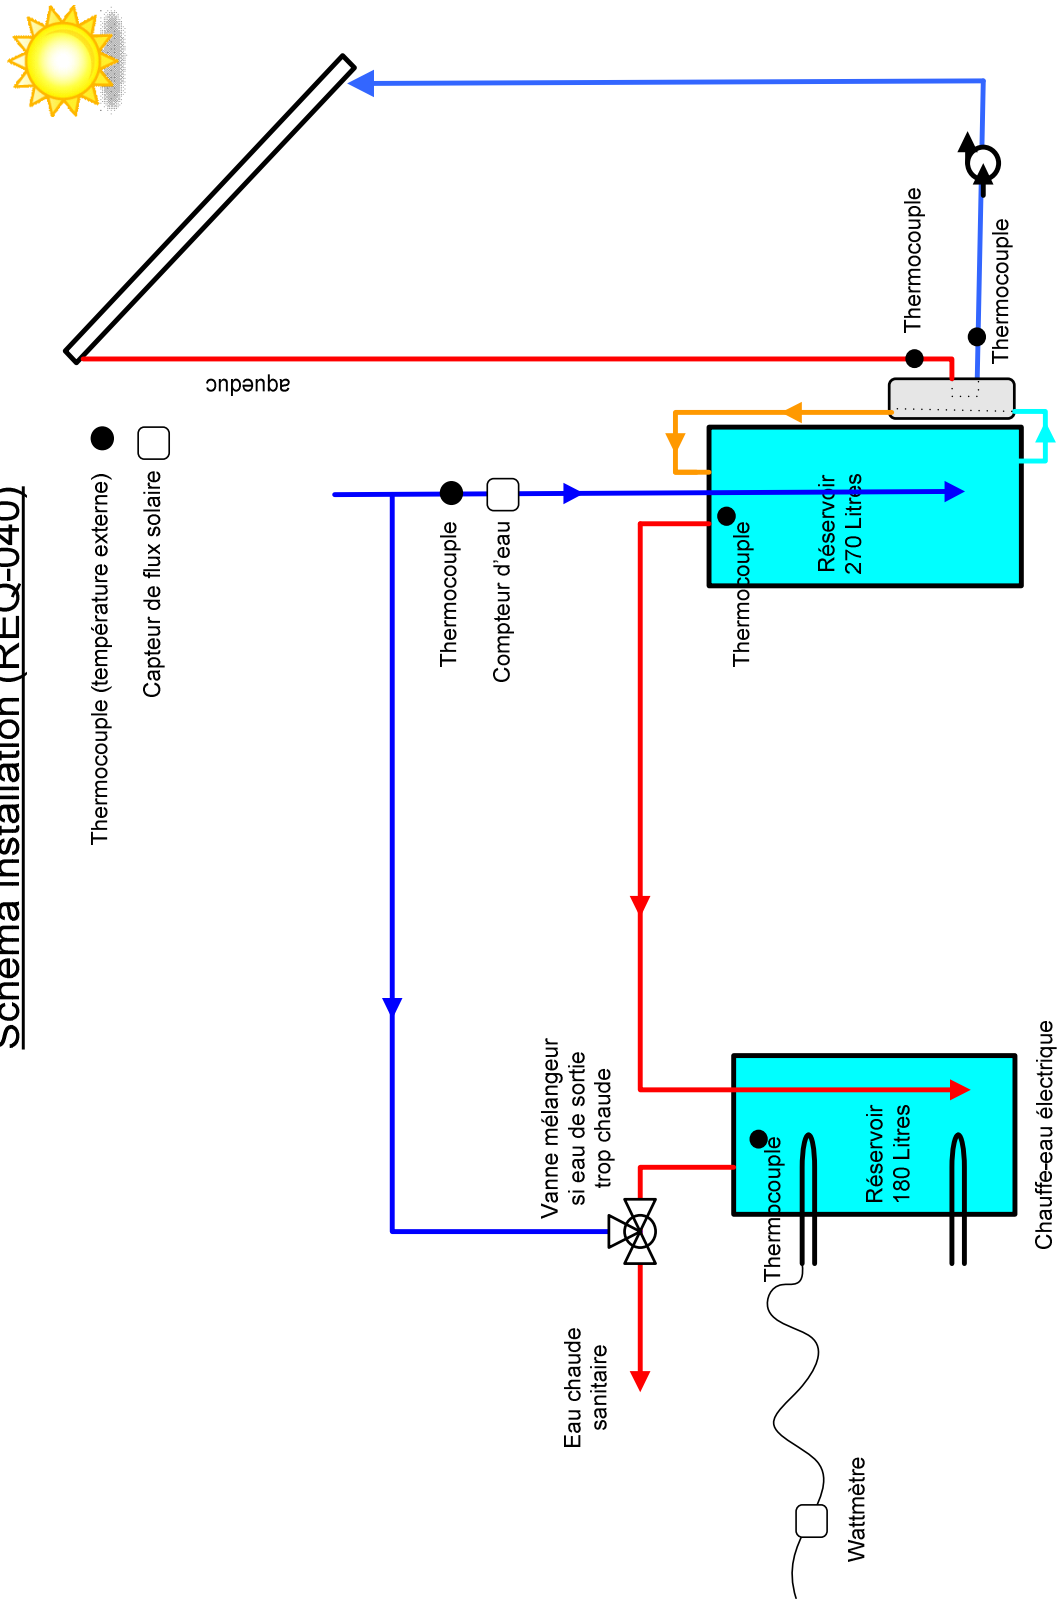 Schema Installation (REQ-040)
Thermocouple (température externe)
Capteur de flux solaire
aqueduc
Thermocouple
Compteur d'eau
Thermocouple
Thermocouple
Thermocouple
Réservoir
270 Litres
Vanne mélangeur
si eau de sortie
trop chaude
Eau chaude
sanitaire
Thermocouple
Réservoir
180 Litres
Wattmètre
Chauffe-eau électrique